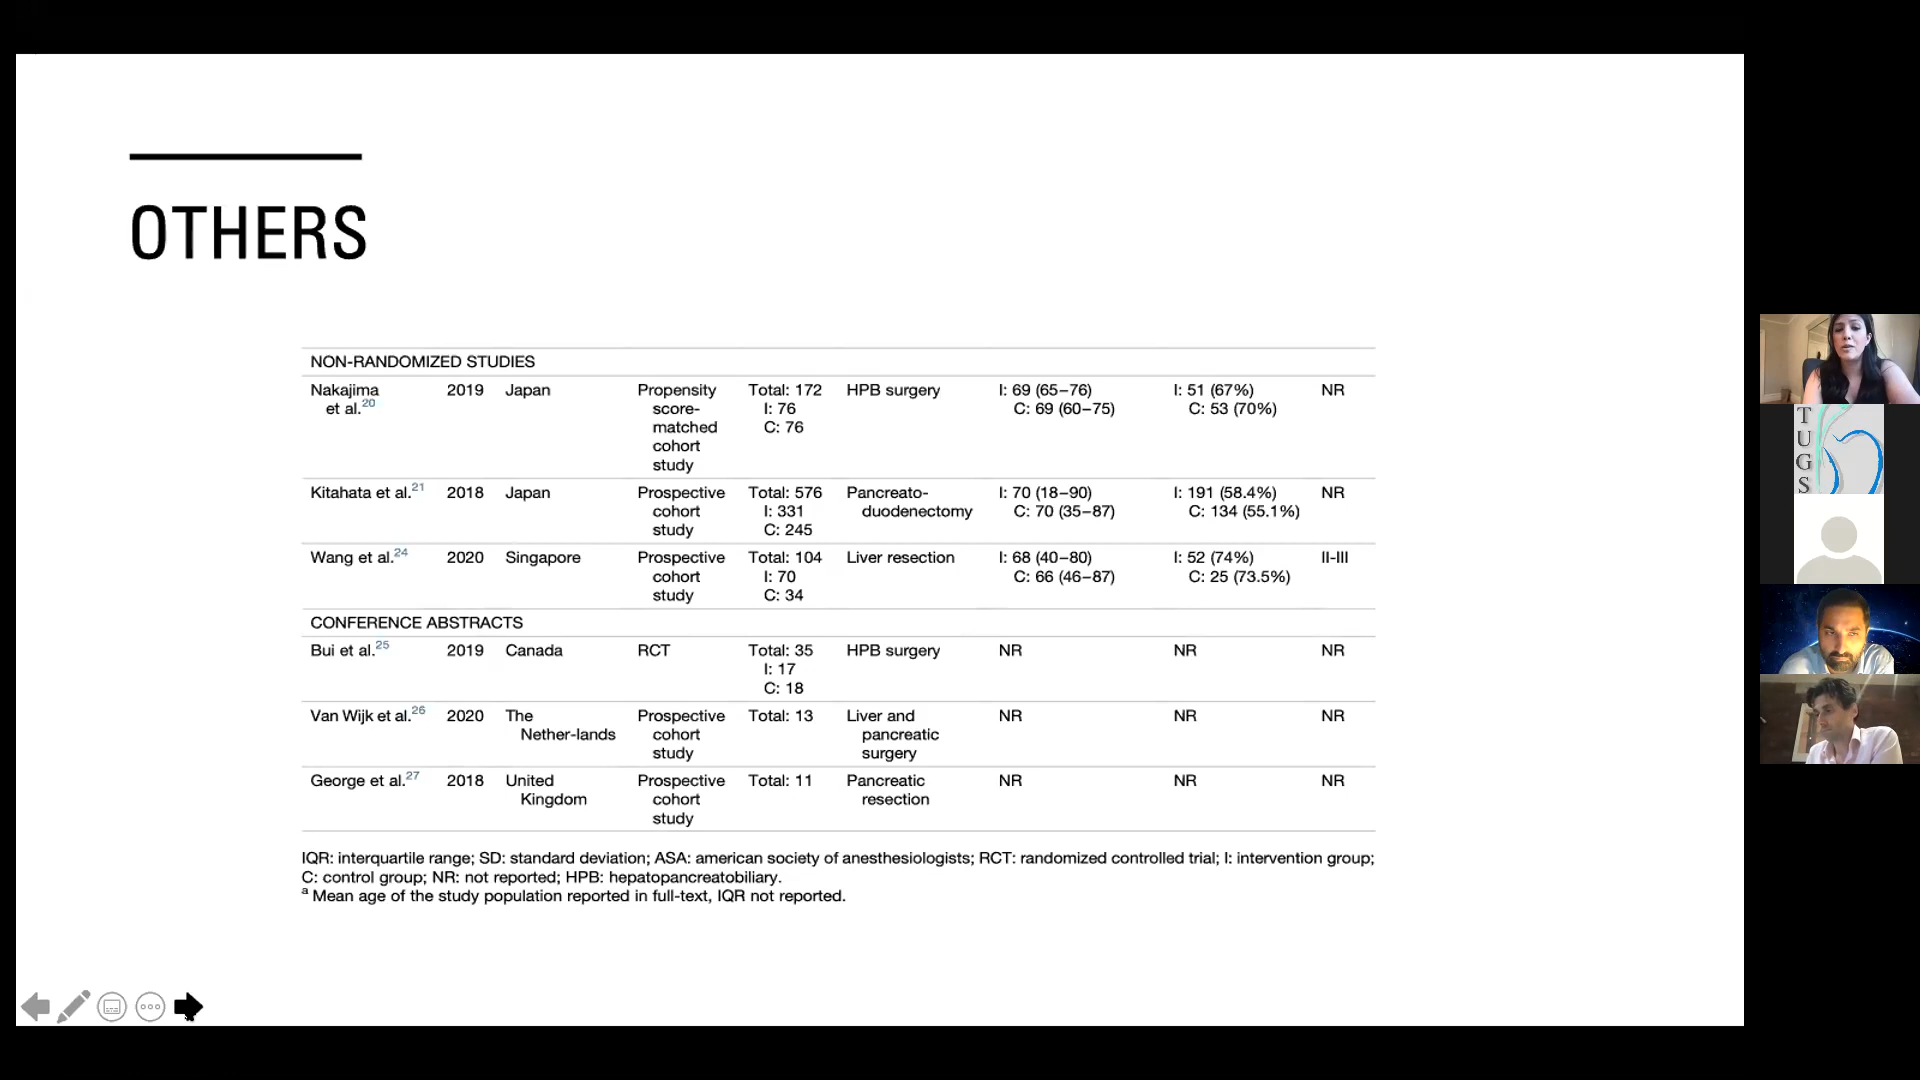 OTHERS
NON-RANDOMIZED STUDIES
Nakajima et al.20 2019 Japan Propensity score-matched cohort study Total: 172 I: 76 C: 76 HPB surgery I: 69 (65–76) C: 69 (60–75) I: 51 (67%) C: 53 (70%) NR
Kitahata et al.21 2018 Japan Prospective cohort study Total: 576 I: 331 C: 245 Pancreato-duodenectomy I: 70 (18–90) C: 70 (35–87) I: 191 (58.4%) C: 134 (55.1%) NR
Wang et al.24 2020 Singapore Prospective cohort study Total: 104 I: 70 C: 34 Liver resection I: 68 (40–80) C: 66 (46–87) I: 52 (74%) C: 25 (73.5%) II-III
CONFERENCE ABSTRACTS
Bui et al.25 2019 Canada RCT Total: 35 I: 17 C: 18 HPB surgery NR NR NR
Van Wijk et al.26 2020 The Nether-lands Prospective cohort study Total: 13 Liver and pancreatic surgery NR NR NR
George et al.27 2018 United Kingdom Prospective cohort study Total: 11 Pancreatic resection NR NR NR
IQR: interquartile range; SD: standard deviation; ASA: american society of anesthesiologists; RCT: randomized controlled trial; I: intervention group;
C: control group; NR: not reported; HPB: hepatopancreatobiliary.
a Mean age of the study population reported in full-text, IQR not reported.
TUGS